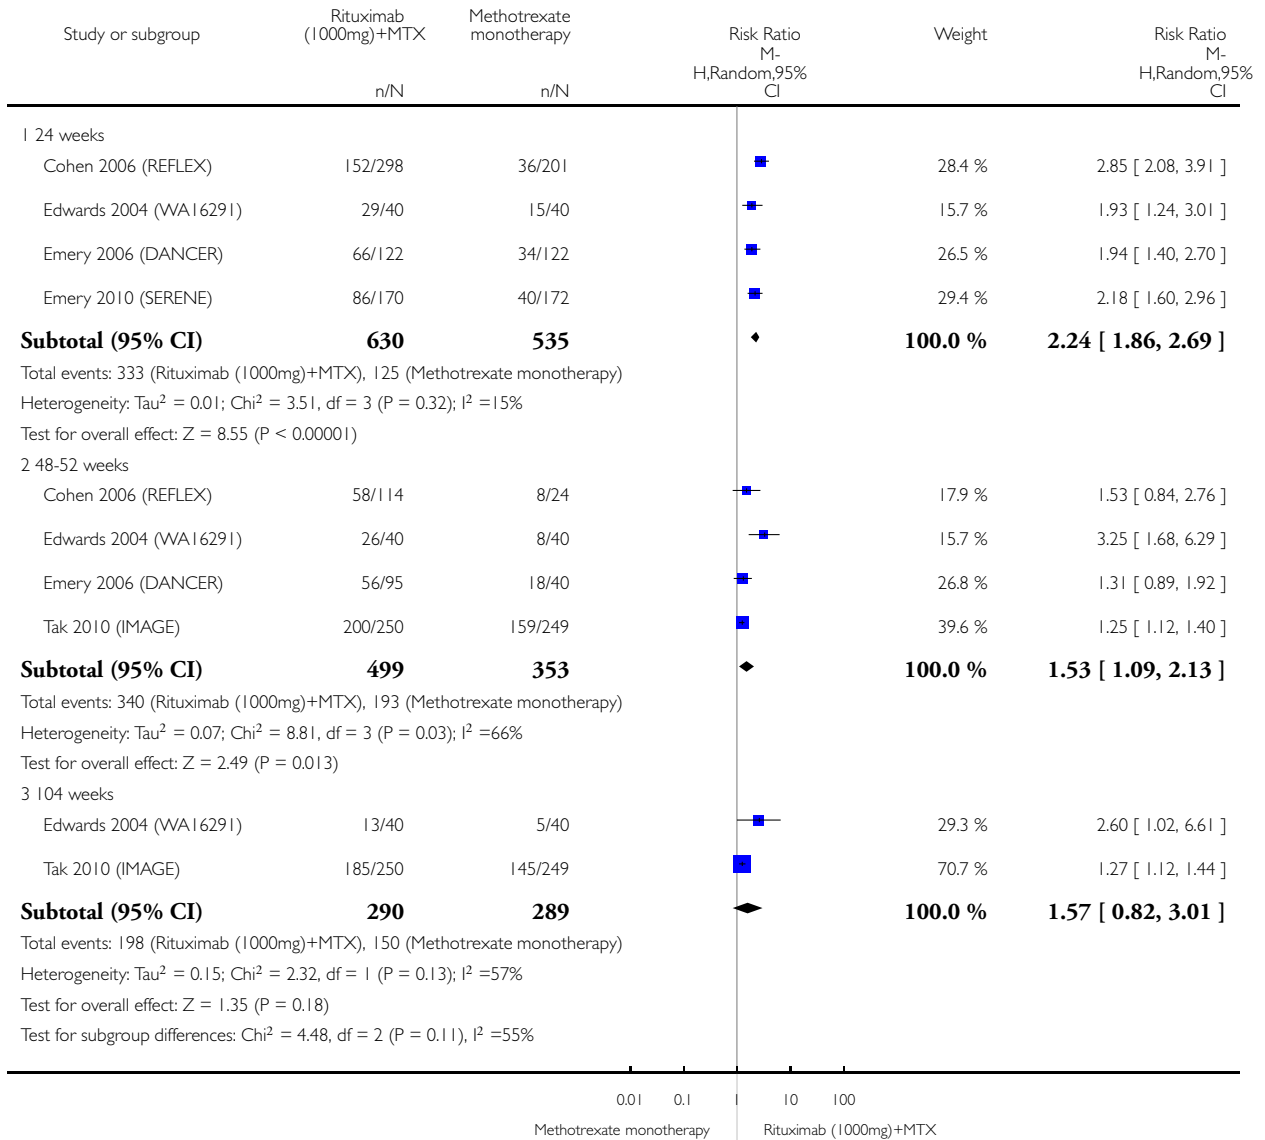 Study or subgroup Rituximab (1000mg)+MTX Methotrexate monotherapy Risk Ratio Weight Risk Ratio
n/N n/N M-H,Random,95% CI M-H,Random,95% CI
1 24 weeks
Cohen 2006 (REFLEX) 152/298 36/201 28.4 % 2.85 [ 2.08, 3.91 ]
Edwards 2004 (WA16291) 29/40 15/40 15.7 % 1.93 [ 1.24, 3.01 ]
Emery 2006 (DANCER) 66/122 34/122 26.5 % 1.94 [ 1.40, 2.70 ]
Emery 2010 (SERENE) 86/170 40/172 29.4 % 2.18 [ 1.60, 2.96 ]
Subtotal (95% CI) 630 535 100.0 % 2.24 [ 1.86, 2.69 ]
Total events: 333 (Rituximab (1000mg)+MTX), 125 (Methotrexate monotherapy)
Heterogeneity: Tau² = 0.01; Chi² = 3.51, df = 3 (P = 0.32); I² =15%
Test for overall effect: Z = 8.55 (P < 0.00001)
2 48-52 weeks
Cohen 2006 (REFLEX) 58/114 8/24 17.9 % 1.53 [ 0.84, 2.76 ]
Edwards 2004 (WA16291) 26/40 8/40 15.7 % 3.25 [ 1.68, 6.29 ]
Emery 2006 (DANCER) 56/95 18/40 26.8 % 1.31 [ 0.89, 1.92 ]
Tak 2010 (IMAGE) 200/250 159/249 39.6 % 1.25 [ 1.12, 1.40 ]
Subtotal (95% CI) 499 353 100.0 % 1.53 [ 1.09, 2.13 ]
Total events: 340 (Rituximab (1000mg)+MTX), 193 (Methotrexate monotherapy)
Heterogeneity: Tau² = 0.07; Chi² = 8.81, df = 3 (P = 0.03); I² =66%
Test for overall effect: Z = 2.49 (P = 0.013)
3 104 weeks
Edwards 2004 (WA16291) 13/40 5/40 29.3 % 2.60 [ 1.02, 6.61 ]
Tak 2010 (IMAGE) 185/250 145/249 70.7 % 1.27 [ 1.12, 1.44 ]
Subtotal (95% CI) 290 289 100.0 % 1.57 [ 0.82, 3.01 ]
Total events: 198 (Rituximab (1000mg)+MTX), 150 (Methotrexate monotherapy)
Heterogeneity: Tau² = 0.15; Chi² = 2.32, df = 1 (P = 0.13); I² =57%
Test for overall effect: Z = 1.35 (P = 0.18)
Test for subgroup differences: Chi² = 4.48, df = 2 (P = 0.11), I² =55%
0.01 0.1 1 10 100
Methotrexate monotherapy Rituximab (1000mg)+MTX